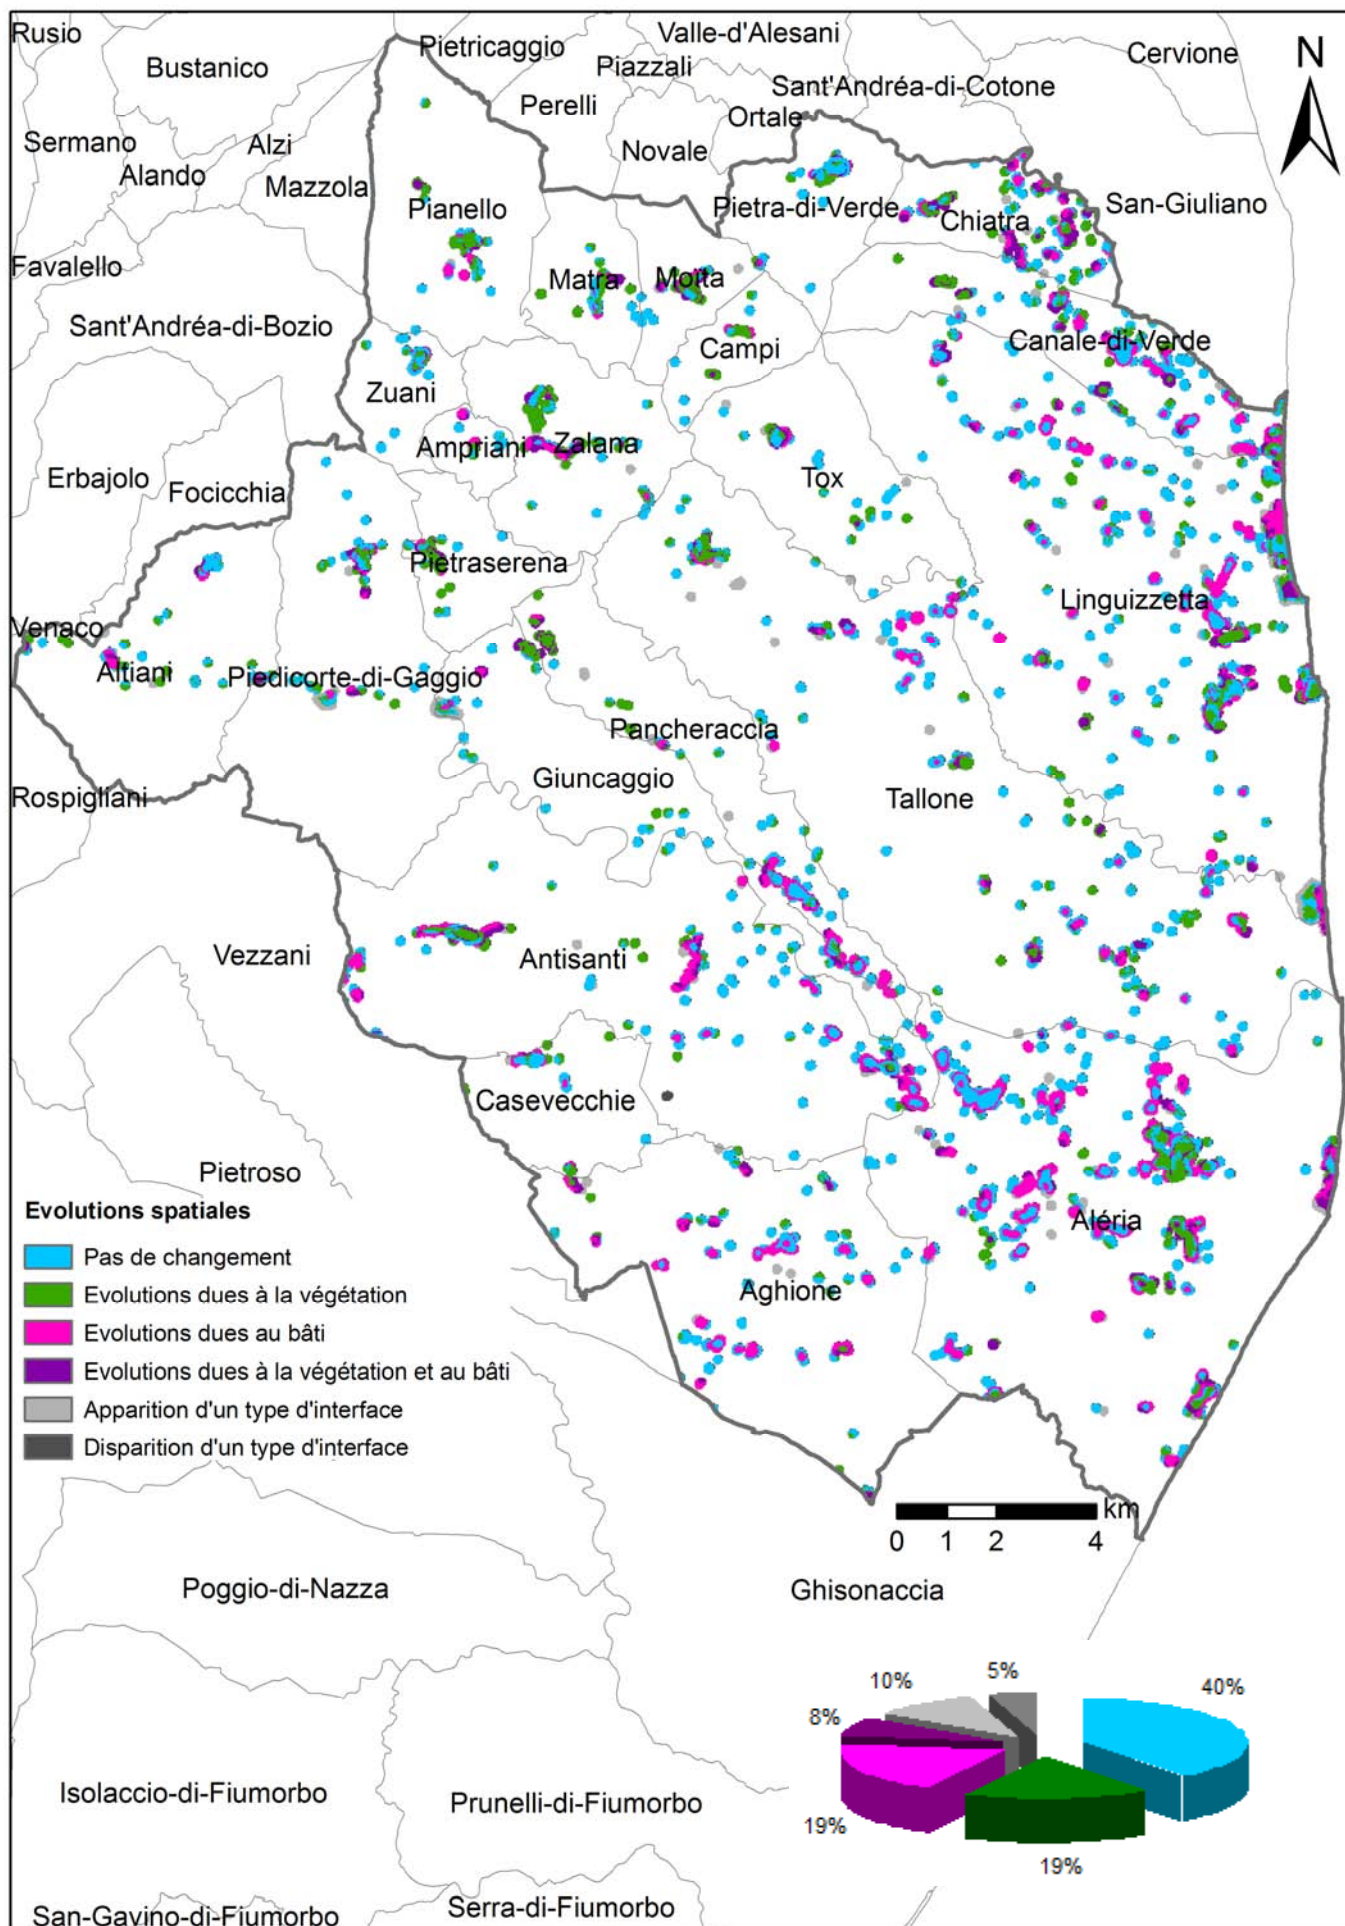 Rusio
Pietricaggio
Valle-d'Alesani
Cervione
N
Bustanico
Piazzali
Sant'Andréa-di-Cotone
Perelli
Ortale
Sermano
Alzi
Novale
Alando
Mazzola
Pianello
Pietra-di-Verde
San-Giuliano
Chiatra
Favalello
Matra
Moita
Sant'Andréa-di-Bozio
Campi
Canale-di-Verde
Zuani
Ampriani
Zalana
Erbajolo
Focicchia
Tox
Pietraserena
Linguizzetta
Venaco
Altiani
Piedicorte-di-Gaggio
Pancheraccia
Giuncaggio
Rospigliani
Tallone
Vezzani
Antisanti
Casevecchie
Pietroso
Aléria
Aghione
Evolutions spatiales
Pas de changement
Evolutions dues à la végétation
Evolutions dues au bâti
Evolutions dues à la végétation et au bâti
Apparition d'un type d'interface
Disparition d'un type d'interface
km
0 1 2 4
Poggio-di-Nazza
Ghisonaccia
10%
5%
40%
8%
19%
19%
Isolaccio-di-Fiumorbo
Prunelli-di-Fiumorbo
San-Gavino-di-Fiumorbo
Serra-di-Fiumorbo